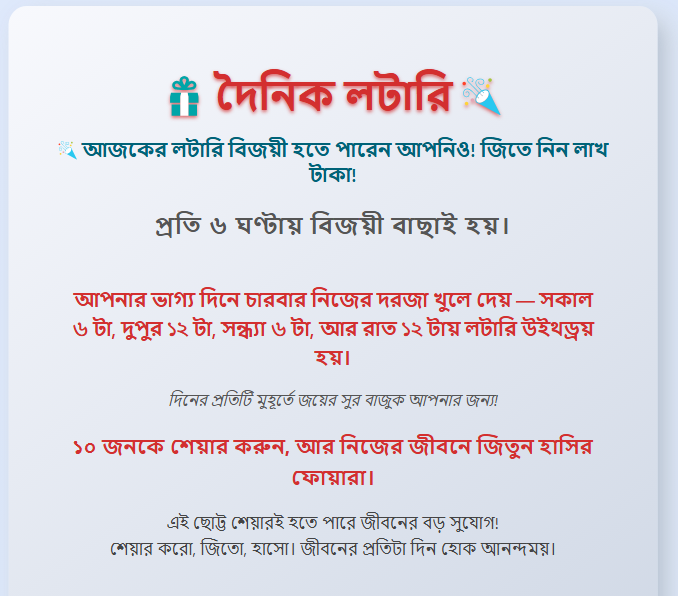 🎁 দৈনিক লটারি 🎉
🎉 আজকের লটারি বিজয়ী হতে পারেন আপনিও! জিতে নিন লাখ
টাকা!
প্রতি ৬ ঘণ্টায় বিজয়ী বাছাই হয়।
আপনার ভাগ্য দিনে চারবার নিজের দরজা খুলে দেয় — সকাল
৬ টা, দুপুর ১২ টা, সন্ধ্যা ৬ টা, আর রাত ১২ টায় লটারি উইথড্রয়
হয়।
দিনের প্রতিটি মুহূর্তে জয়ের সুর বাজুক আপনার জন্য!
১০ জনকে শেয়ার করুন, আর নিজের জীবনে জিতুন হাসির
ফোয়ারা।
এই ছোট্ট শেয়ারই হতে পারে জীবনের বড় সুযোগ!
শেয়ার করো, জিতো, হাসো। জীবনের প্রতিটা দিন হোক আনন্দময়।